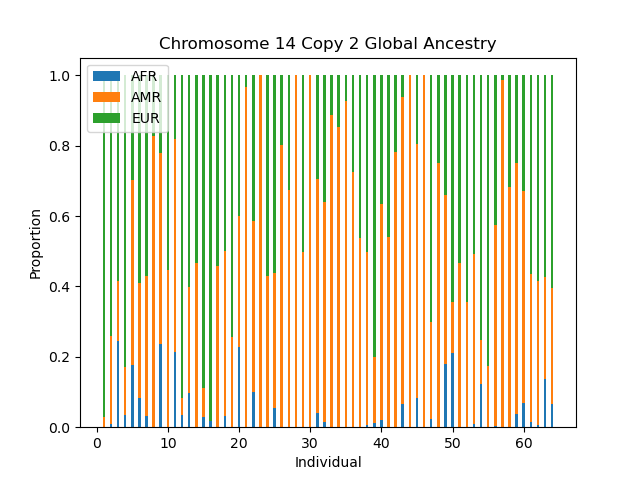 Chromosome 14 Copy 2 Global Ancestry
AFR
AMR
EUR
1.0
0.8
0.6
0.4
0.2
0.0
Proportion
0 10 20 30 40 50 60
Individual